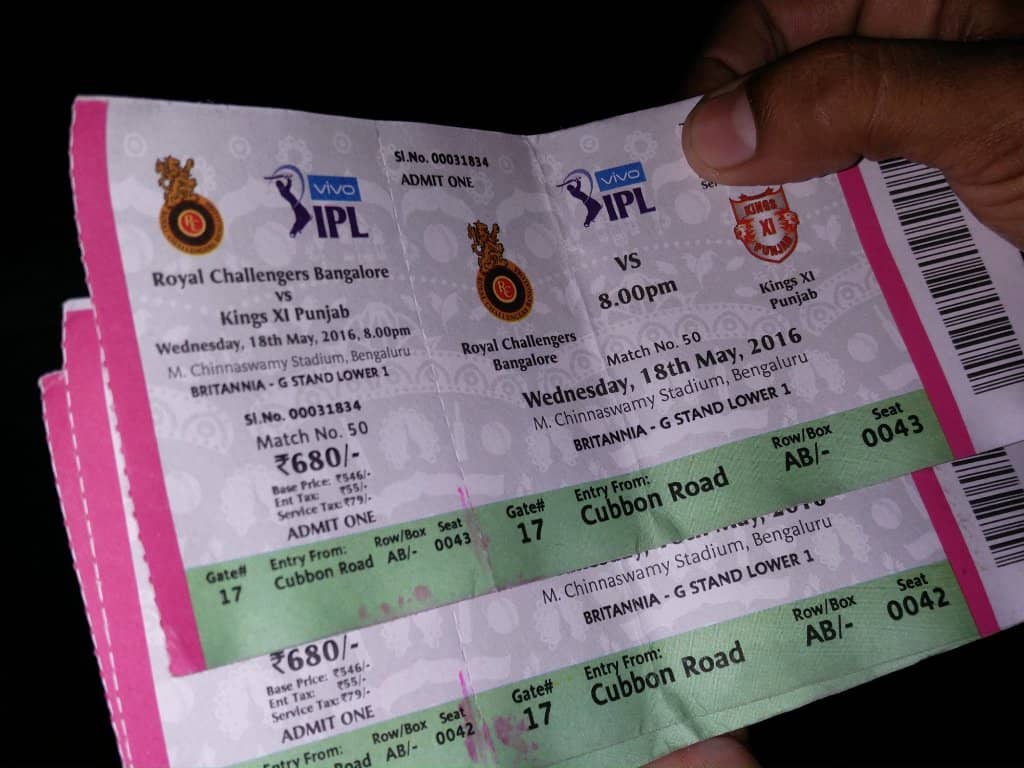 Sl.No. 00031834
ADMIT ONE
vivo
IPL
vivo
IPL
RC
Royal Challengers Bangalore
vs
Kings XI Punjab
Wednesday, 18th May, 2016, 8.00pm
M. Chinnaswamy Stadium, Bengaluru
BRITANNIA - G STAND LOWER 1
Sl.No. 00031834
Match No. 50
₹680/-
Base Price: ₹546/-
Ent Tax: ₹55/-
Service Tax: ₹79/-
ADMIT ONE
Gate# Entry From: Row/Box Seat
17 Cubbon Road AB/- 0043
RC
Royal Challengers
Bangalore
VS
8.00pm
KINGS
XI
PUNJAB
Kings XI
Punjab
Match No. 50
Wednesday, 18th May, 2016
M. Chinnaswamy Stadium, Bengaluru
BRITANNIA - G STAND LOWER 1
Gate# Entry From: Row/Box Seat
17 Cubbon Road AB/- 0043
₹680/-
Base Price: ₹546/-
Ent Tax: ₹55/-
Service Tax: ₹79/-
ADMIT ONE
Entry From: Row/Box Seat
Road AB/- 0042
2016
M. Chinnaswamy Stadium, Bengaluru
BRITANNIA - G STAND LOWER 1
Gate# Entry From: Row/Box Seat
17 Cubbon Road AB/- 0042